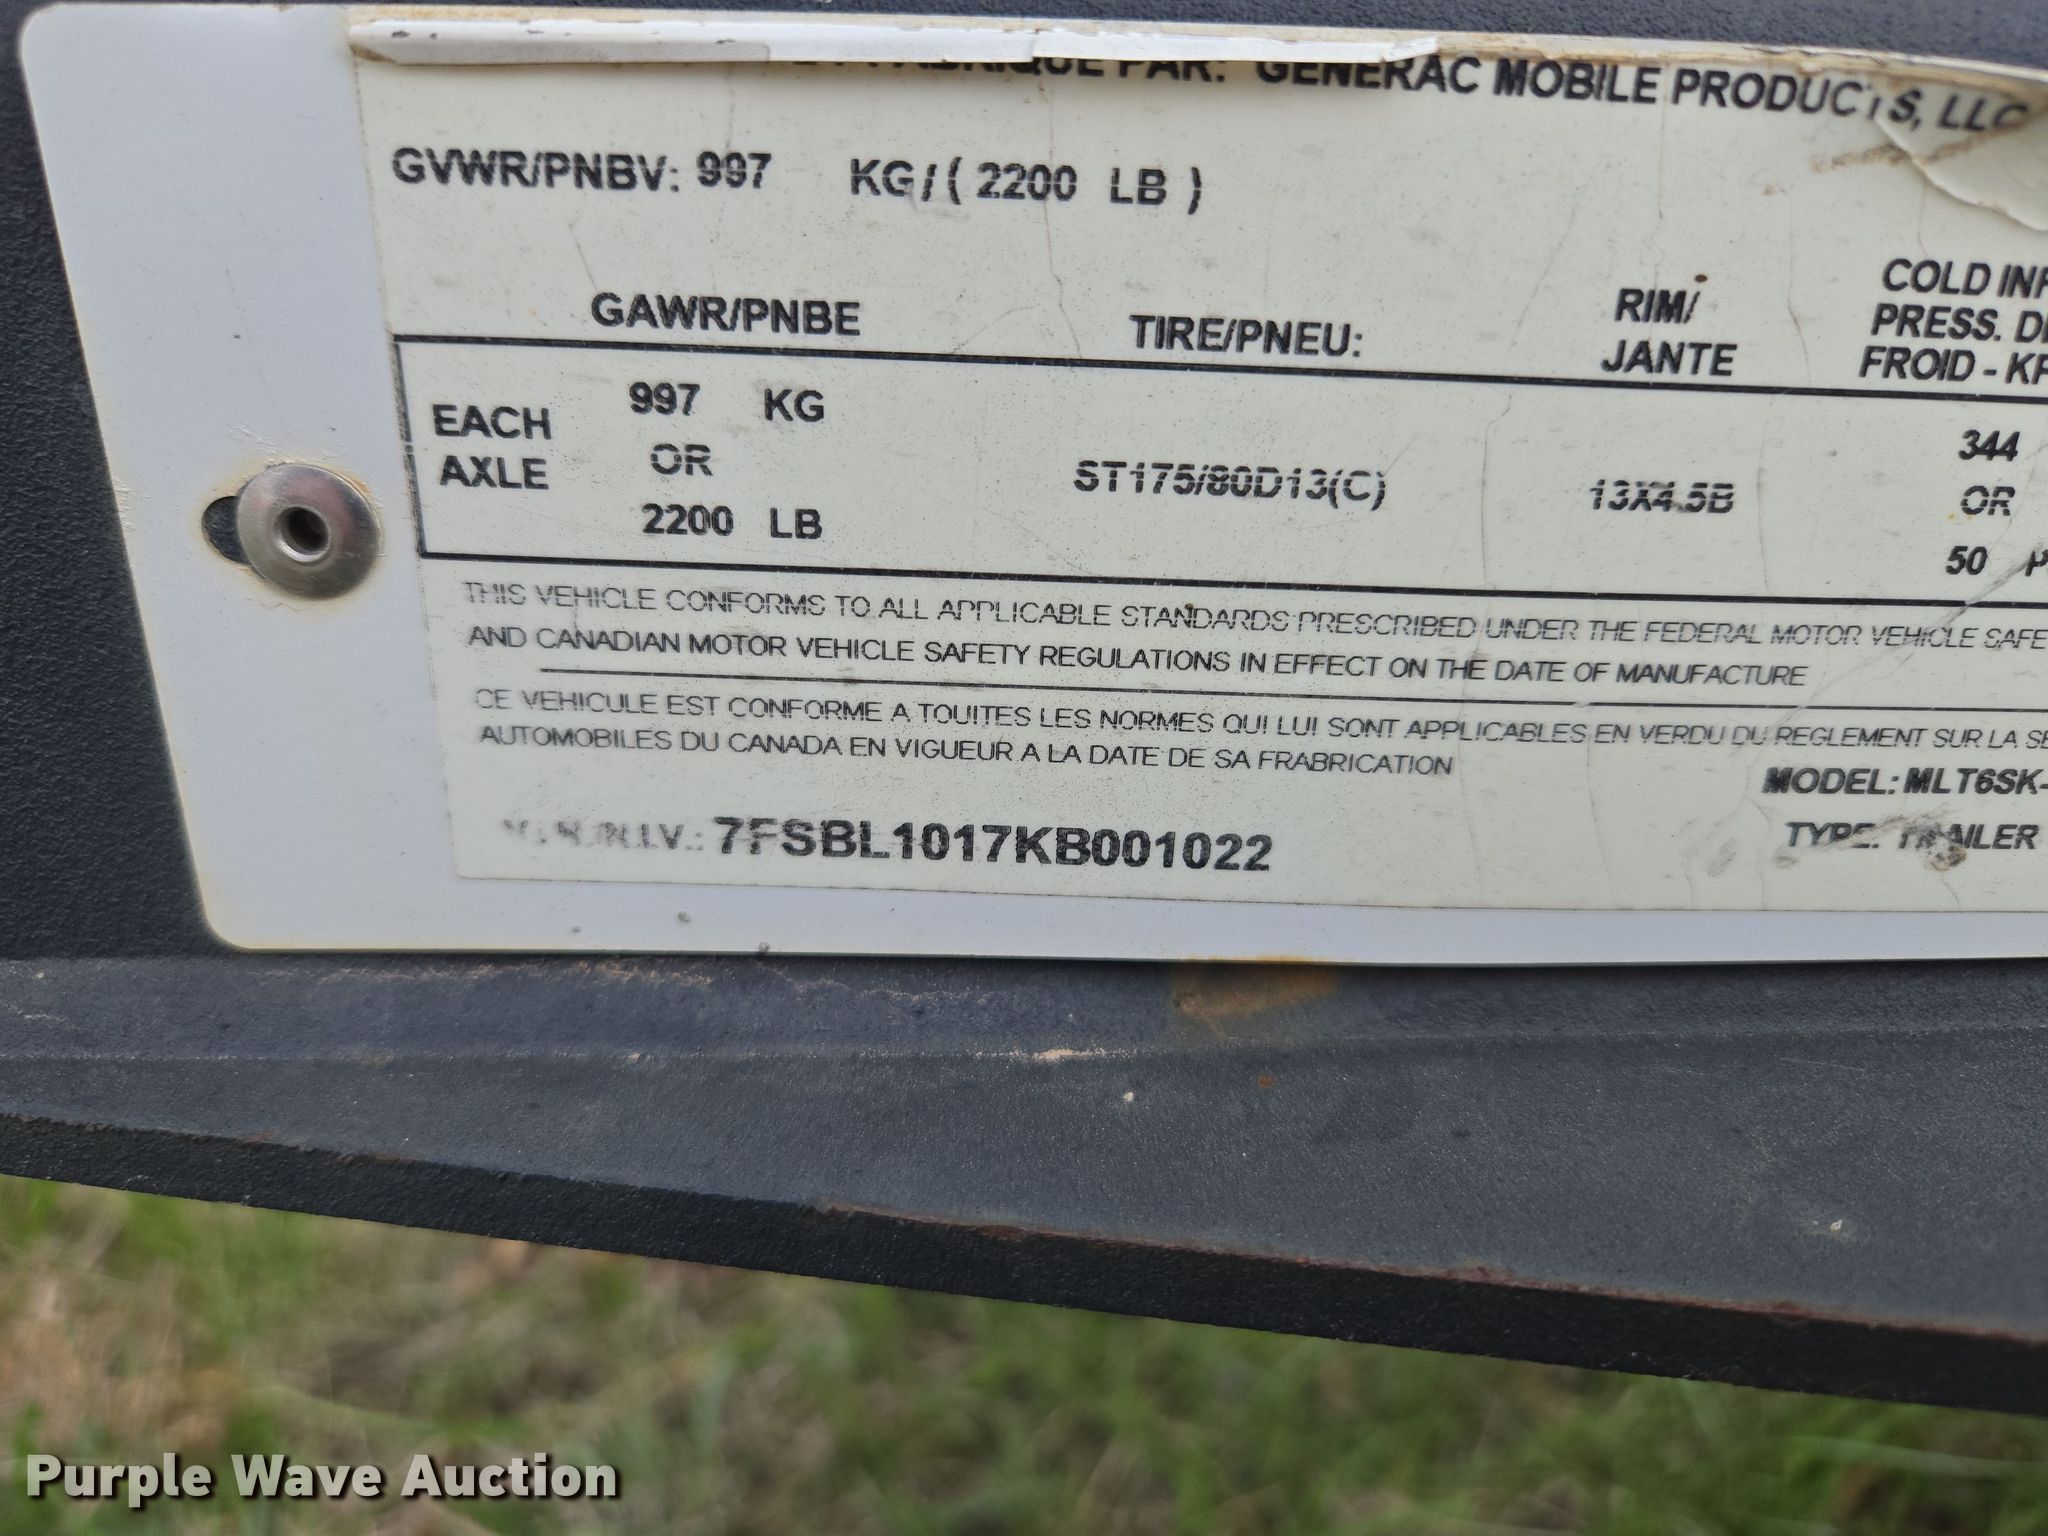 FABRIQUE PAR: GENERAC MOBILE PRODUCTS, LLC
GVWR/PNBV: 997 KG/( 2200 LB )
GAWR/PNBE
TIRE/PNEU:
RIM/
JANTE
COLD INF
PRESS. DE
FROID - KP
EACH
AXLE
997 KG
OR
2200 LB
ST175/80D13(C)
13X4.5B
344
OR
50 P
THIS VEHICLE CONFORMS TO ALL APPLICABLE STANDARDS PRESCRIBED UNDER THE FEDERAL MOTOR VEHICLE SAFE
AND CANADIAN MOTOR VEHICLE SAFETY REGULATIONS IN EFFECT ON THE DATE OF MANUFACTURE
CE VEHICULE EST CONFORME A TOUITES LES NORMES QUI LUI SONT APPLICABLES EN VERDU DU REGLEMENT SUR LA SE
AUTOMOBILES DU CANADA EN VIGUEUR A LA DATE DE SA FRABRICATION
MODEL: MLT6SK-
V.I.N./N.I.V.: 7FSBL1017KB001022
TYPE: TRAILER
Purple Wave Auction